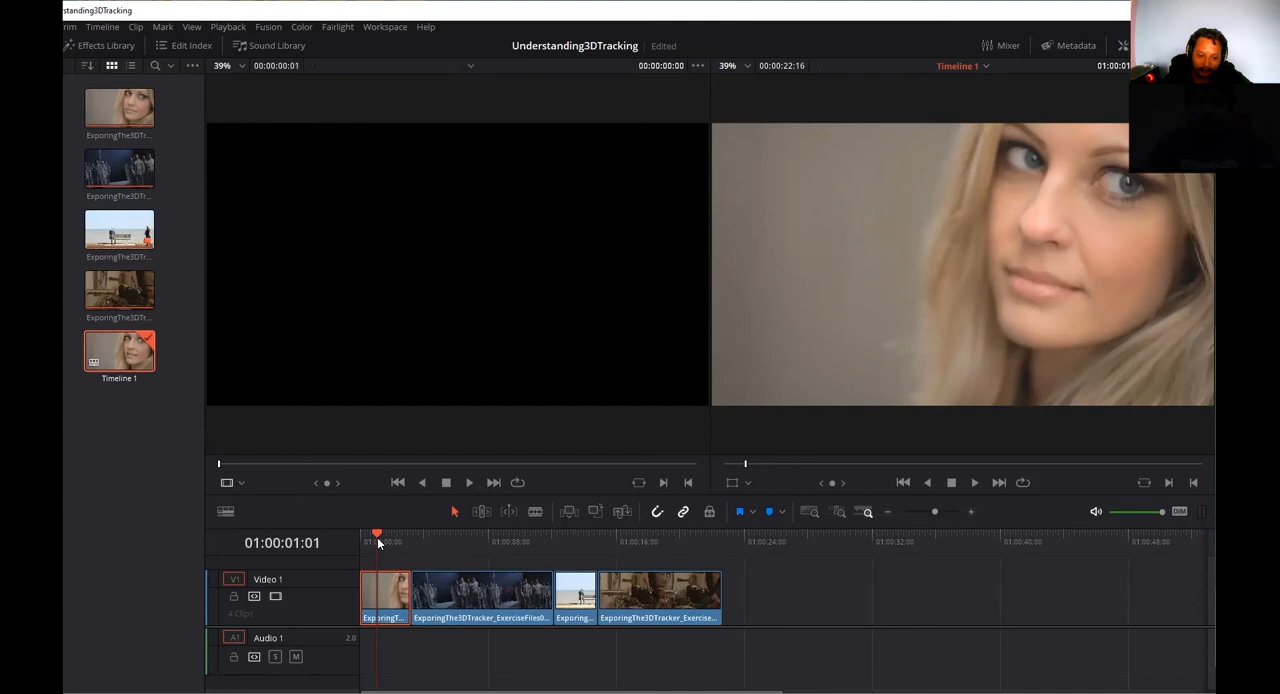 standing3DTracking
rim Timeline Clip Mark View Playback Fusion Color Fairlight Workspace Help
Effects Library Edit Index Sound Library Understanding3DTracking Edited Mixer Metadata
39% 00:00:00:01 00:00:00:00 39% 00:00:22:16 Timeline 1 01:00:01
ExporingThe3DTr...
ExporingThe3DTr...
ExporingThe3DTr...
ExporingThe3DTr...
Timeline 1
DIM
01:00:01:01 01:00:08:00 01:00:16:00 01:00:24:00 01:00:32:00 01:00:40:00 01:00:48:00
V1 Video 1
4 Clips
ExporingT... ExporingThe3DTracker_ExerciseFiles0... Exporing... ExporingThe3DTracker_Exercise...
A1 Audio 1 2.0
S M